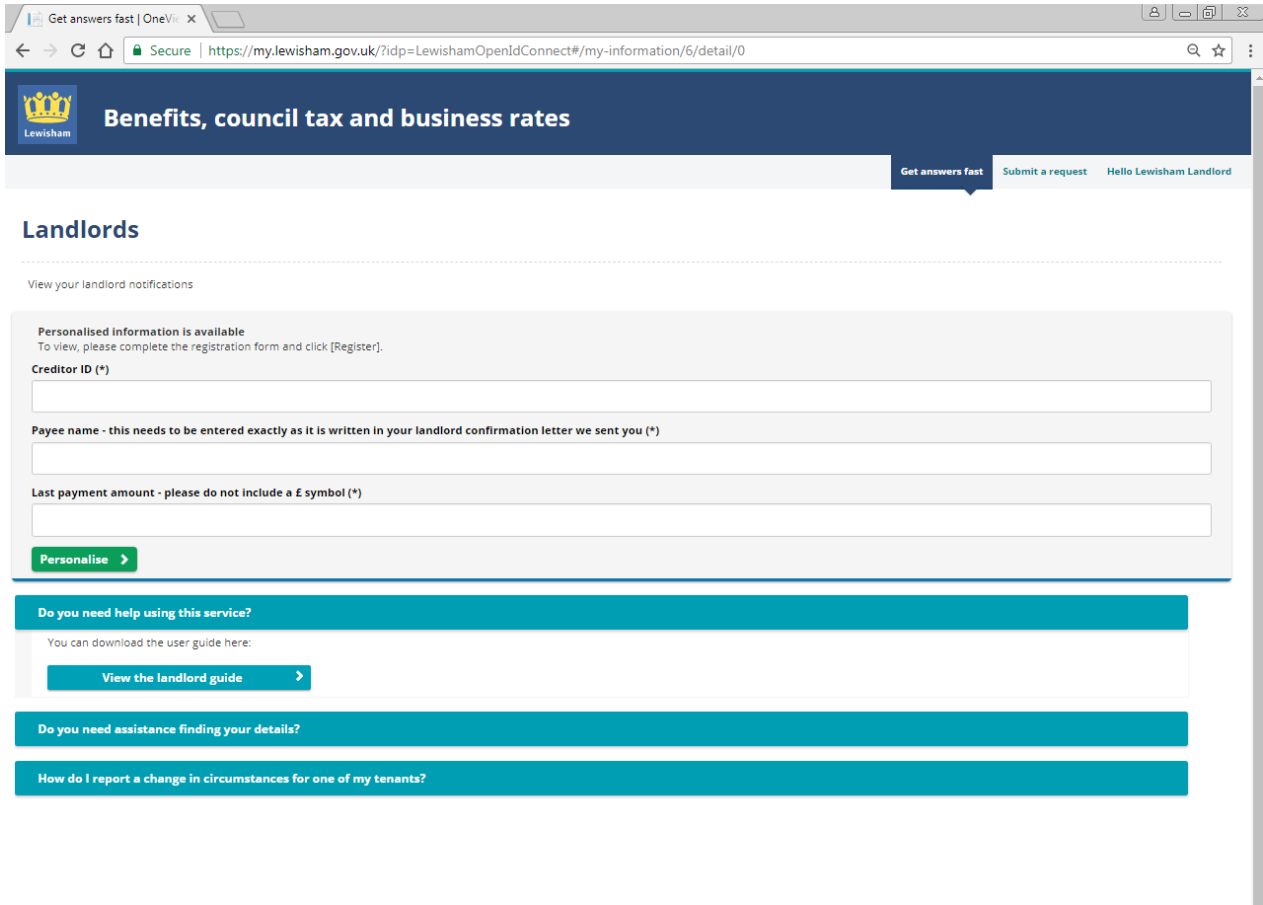 Get answers fast | OneVie
Secure | https://my.lewisham.gov.uk/?idp=LewishamOpenIdConnect#/my-information/6/detail/0
Lewisham
Benefits, council tax and business rates
Get answers fast Submit a request Hello Lewisham Landlord
Landlords
View your landlord notifications
Personalised information is available
To view, please complete the registration form and click [Register].
Creditor ID (*)
Payee name - this needs to be entered exactly as it is written in your landlord confirmation letter we sent you (*)
Last payment amount - please do not include a £ symbol (*)
Personalise
Do you need help using this service?
You can download the user guide here:
View the landlord guide
Do you need assistance finding your details?
How do I report a change in circumstances for one of my tenants?